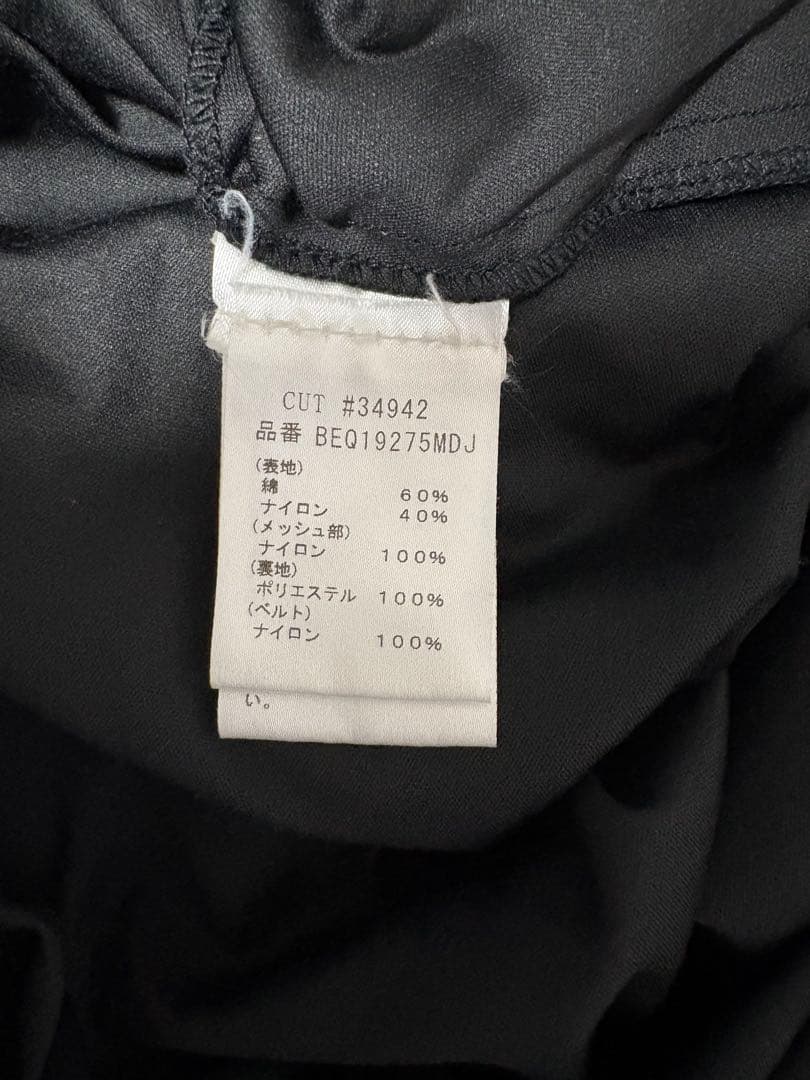 CUT #34942
品番 BEQ19275MDJ
(表地)
綿 60%
ナイロン 40%
(メッシュ部)
ナイロン 100%
(裏地)
ポリエステル 100%
(ベルト)
ナイロン 100%
い。